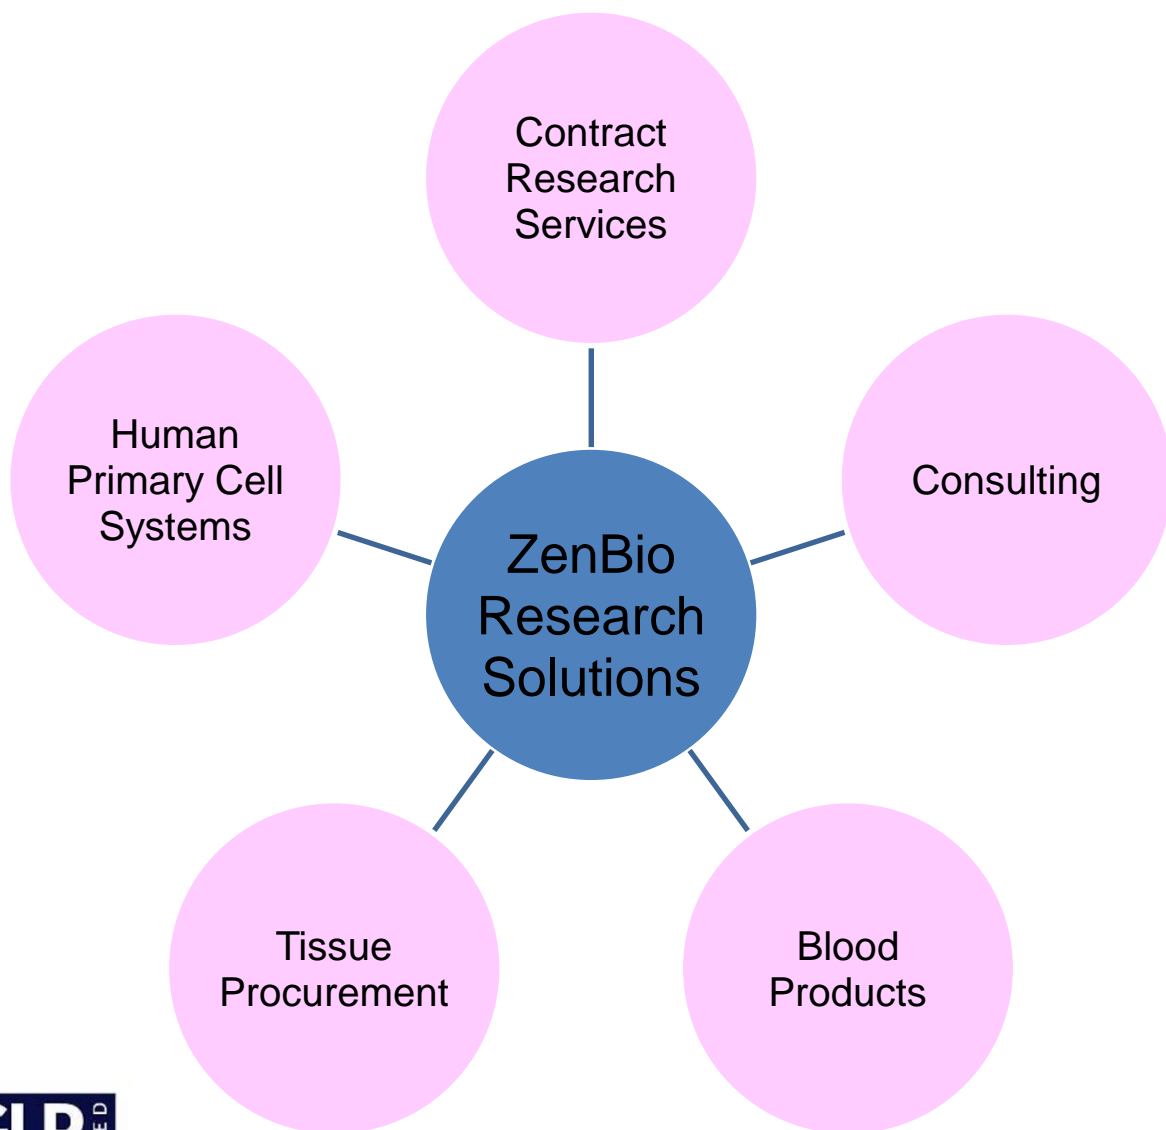 Contract
Research
Services
Human
Primary Cell
Systems
Consulting
ZenBio
Research
Solutions
Tissue
Procurement
Blood
Products